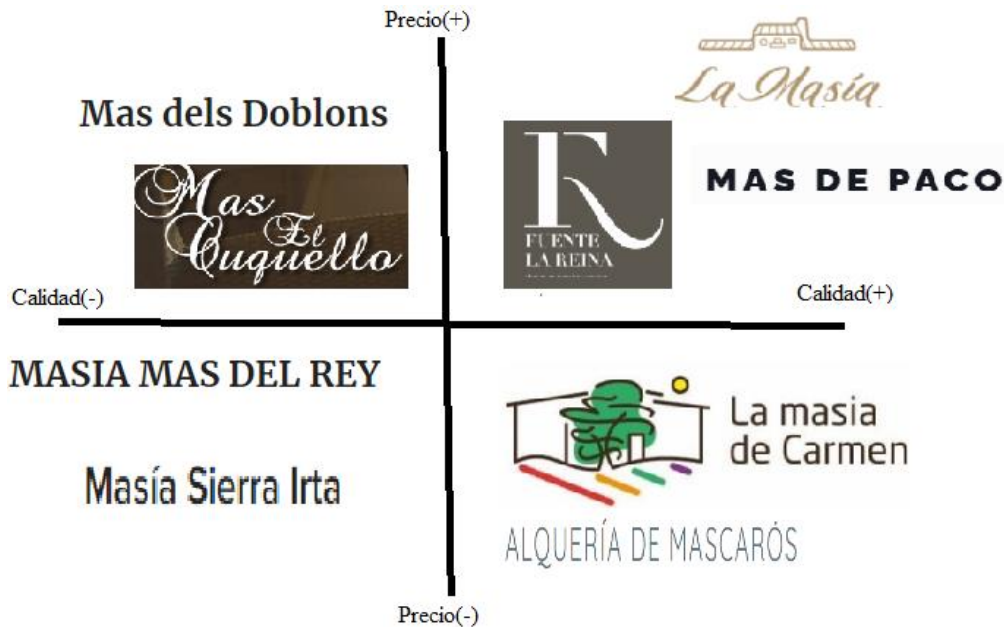 Precio(+)
La Masía
Mas dels Doblons
MAS DE PACO
Mas
El
Cuquello
FUENTE
LA REINA
Calidad(-)
Calidad(+)
MASIA MAS DEL REY
La masia
de Carmen
Masía Sierra Irta
ALQUERÍA DE MASCARÓS
Precio(-)